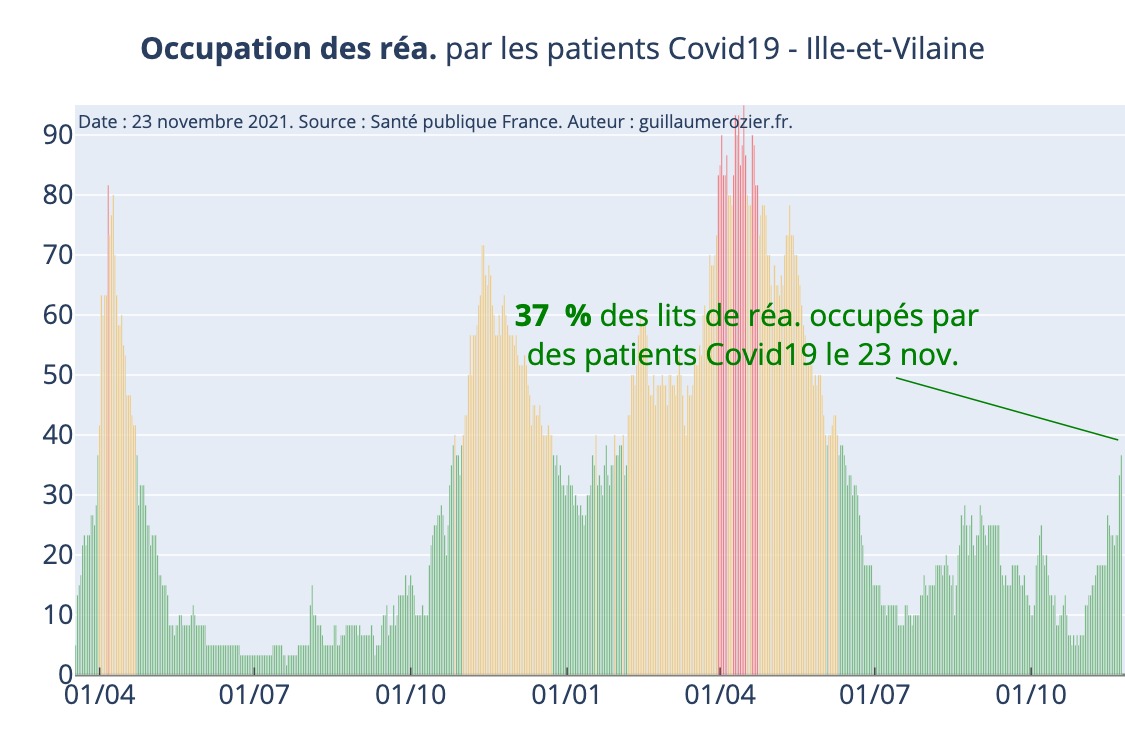 Occupation des réa. par les patients Covid19 - Ille-et-Vilaine
Date : 23 novembre 2021. Source : Santé publique France. Auteur : guillaumerozier.fr.
90
80
70
60
50
40
30
20
10
0
37 % des lits de réa. occupés par
des patients Covid19 le 23 nov.
01/04 01/07 01/10 01/01 01/04 01/07 01/10